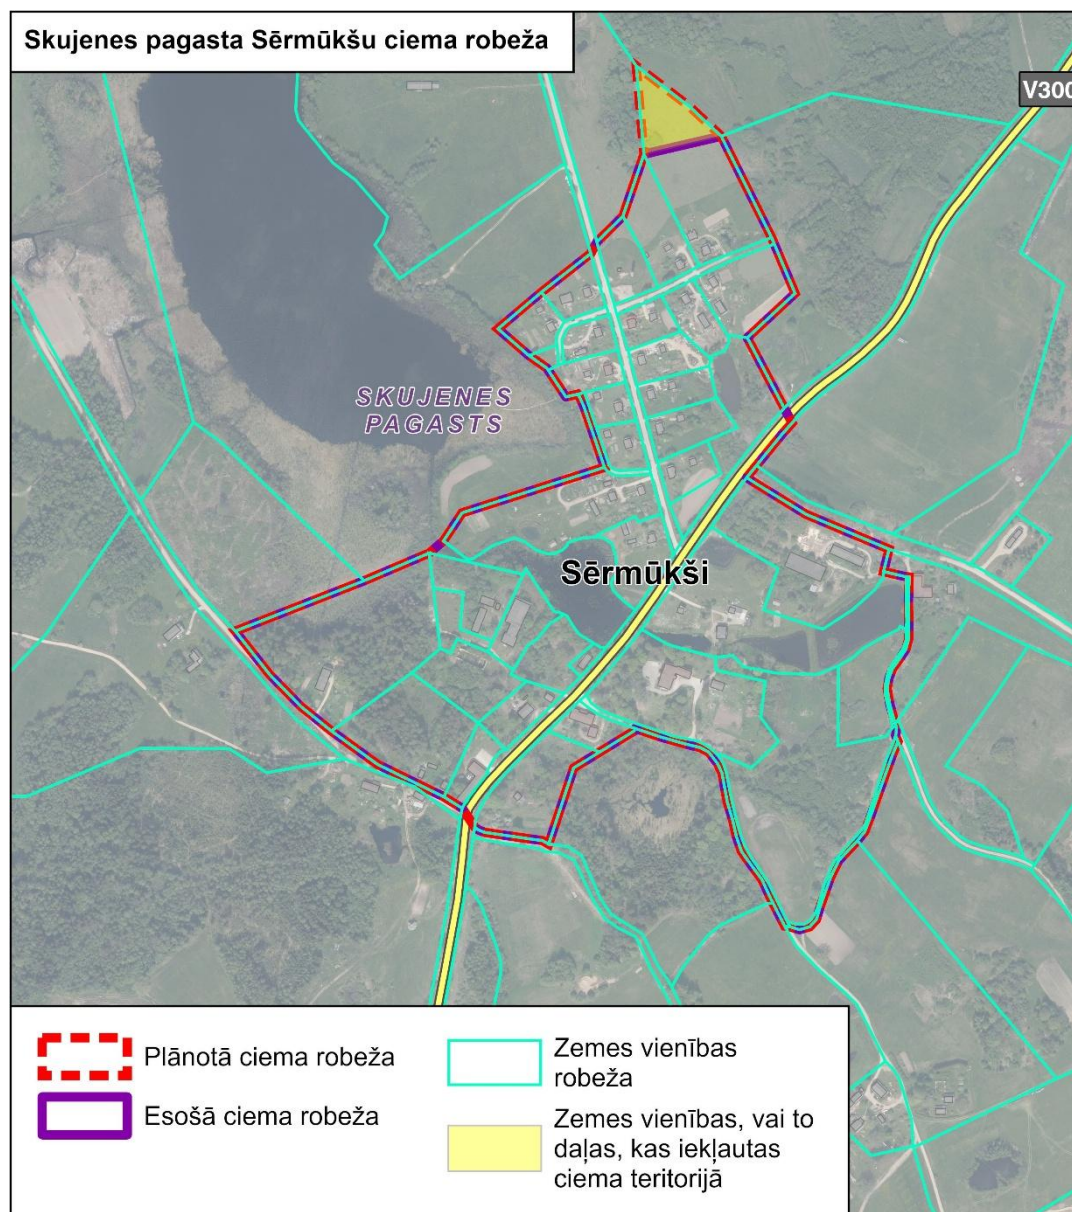 Skujenes pagasta Sērmūkšu ciema robeža
V300
SKUJENES
PAGASTS
Sērmūkši
Plānotā ciema robeža
Esošā ciema robeža
Zemes vienības
robeža
Zemes vienības, vai to
daļas, kas iekļautas
ciema teritorijā